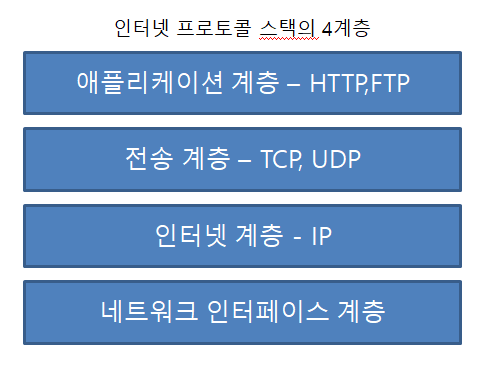 인터넷 프로토콜 스택의 4계층
애플리케이션 계층 – HTTP,FTP
전송 계층 – TCP, UDP
인터넷 계층 - IP
네트워크 인터페이스 계층